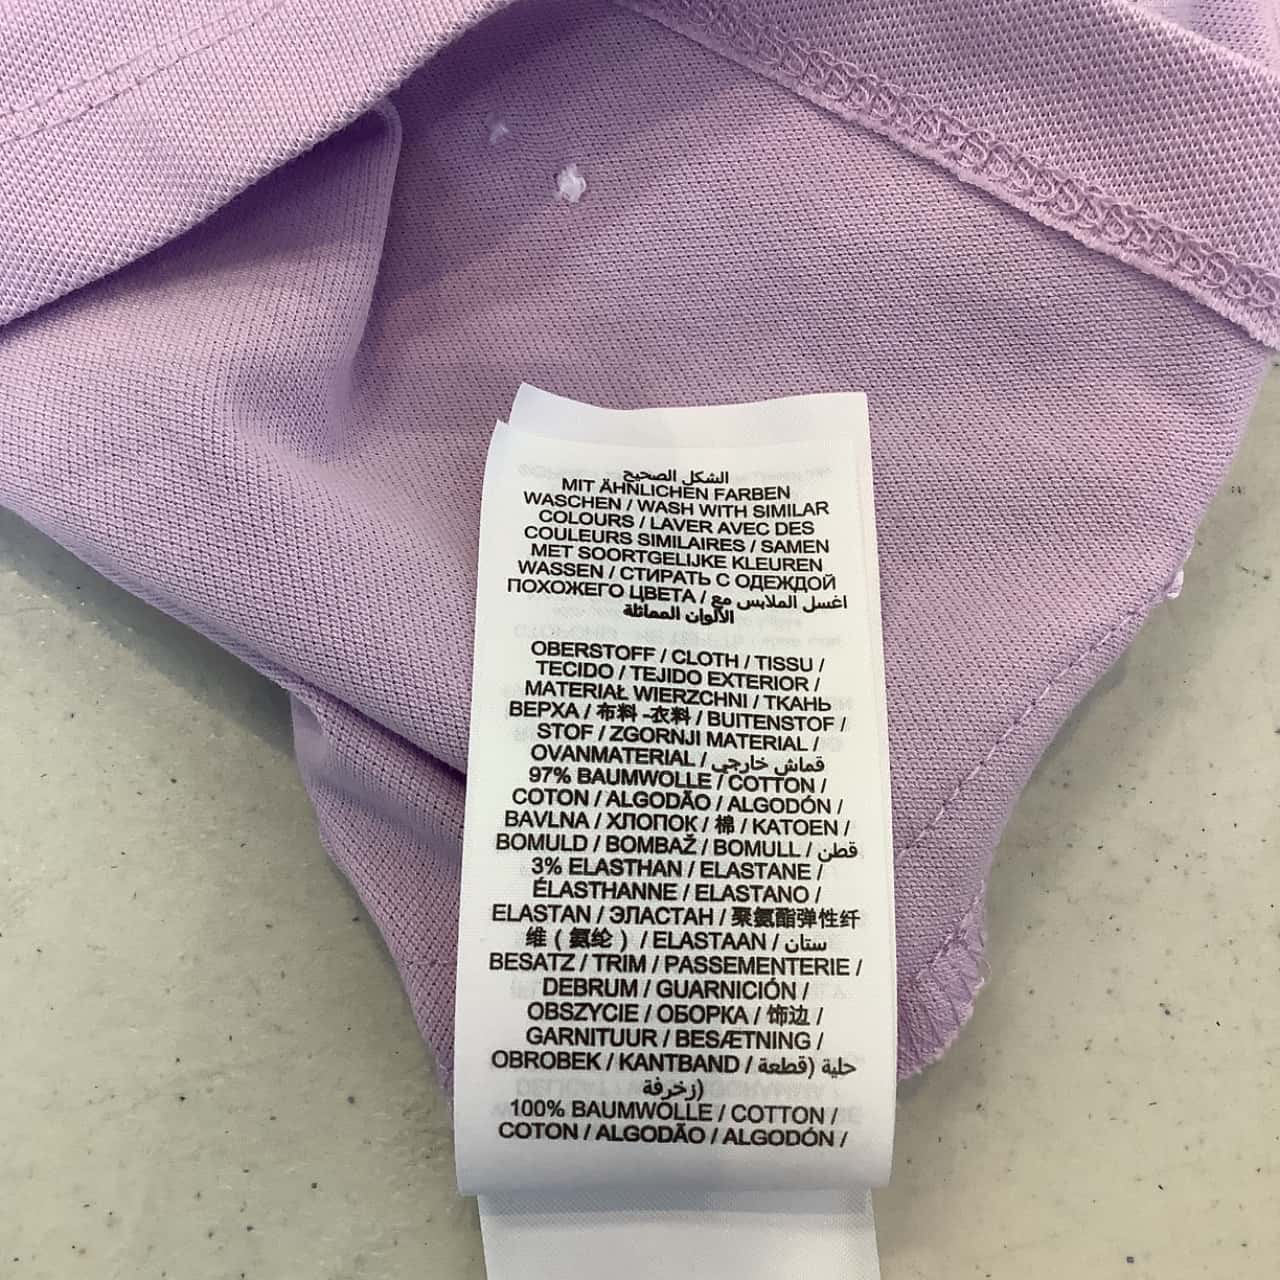 الشكل الصحيح
MIT ÄHNLICHEN FARBEN
WASCHEN / WASH WITH SIMILAR
COLOURS / LAVER AVEC DES
COULEURS SIMILAIRES / SAMEN
MET SOORTGELIJKE KLEUREN
WASSEN / СТИРАТЬ С ОДЕЖДОЙ
ПОХОЖЕГО ЦВЕТА / اغسل الملابس مع
الألوان المماثلة
OBERSTOFF / CLOTH / TISSU /
TECIDO / TEJIDO EXTERIOR /
MATERIAŁ WIERZCHNI / ТКАНЬ
ВЕРХА / 布料 -衣料 / BUITENSTOF /
STOF / ZGORNJI MATERIAL /
OVANMATERIAL / قماش خارجي
97% BAUMWOLLE / COTTON /
COTON / ALGODÃO / ALGODÓN /
BAVLNA / ХЛОПОК / 棉 / KATOEN /
BOMULD / BOMBAŽ / BOMULL / قطن
3% ELASTHAN / ELASTANE /
ÉLASTHANNE / ELASTANO /
ELASTAN / ЭЛАСТАН / 聚氨酯弹性纤
维 ( 氨纶 ) / ELASTAAN / ستان
BESATZ / TRIM / PASSEMENTERIE /
DEBRUM / GUARNICIÓN /
OBSZYCIE / ОБОРКА / 饰边 /
GARNITUUR / BESÆTNING /
OBROBEK / KANTBAND / حلية (قطعة
زخرفة)
100% BAUMWOLLE / COTTON /
COTON / ALGODÃO / ALGODÓN /